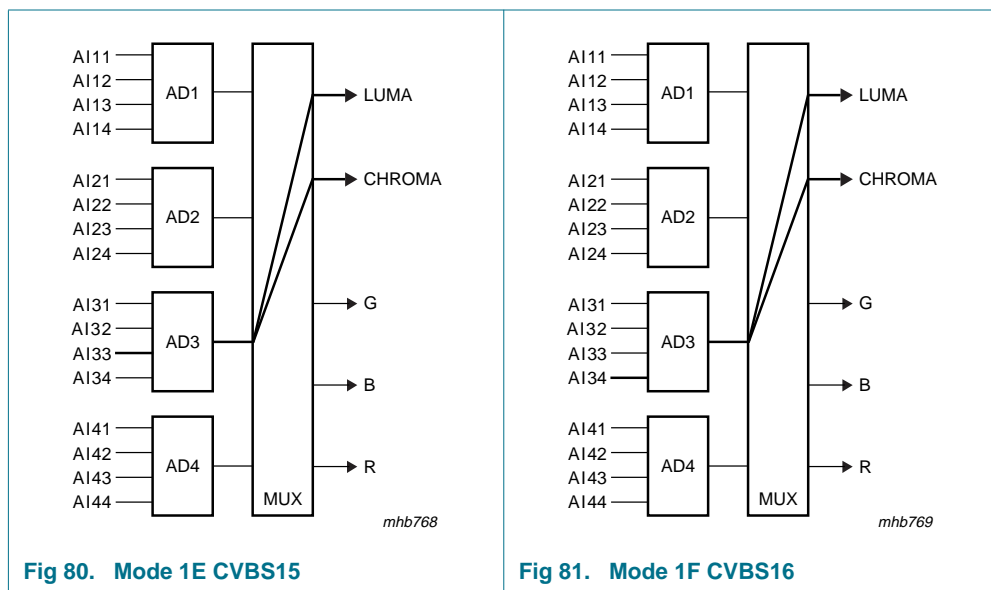 AI11
AI12
AI13
AI14
AD1
LUMA
AI21
AI22
AI23
AI24
AD2
CHROMA
AI31
AI32
AI33
AI34
AD3
G
B
AI41
AI42
AI43
AI44
AD4
R
MUX
mhb768
Fig 80. Mode 1E CVBS15
AI11
AI12
AI13
AI14
AD1
LUMA
AI21
AI22
AI23
AI24
AD2
CHROMA
AI31
AI32
AI33
AI34
AD3
G
B
AI41
AI42
AI43
AI44
AD4
R
MUX
mhb769
Fig 81. Mode 1F CVBS16